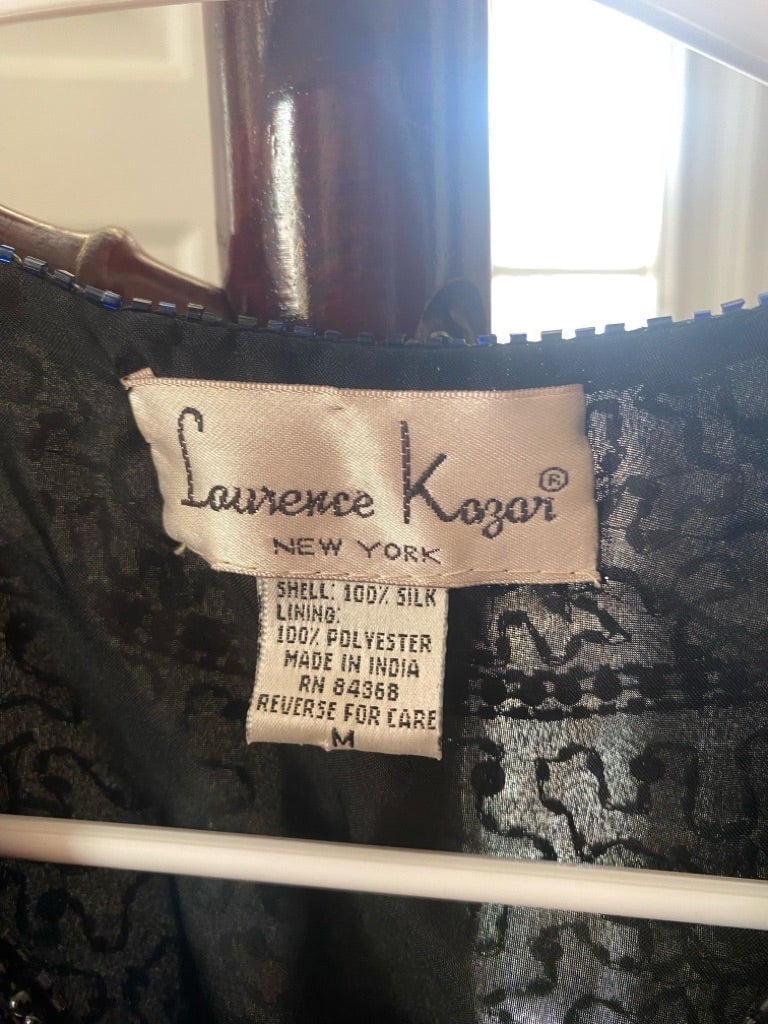 Laurence Kazar®
NEW YORK
SHELL: 100% SILK
LINING:
100% POLYESTER
MADE IN INDIA
RN 84368
REVERSE FOR CARE
M